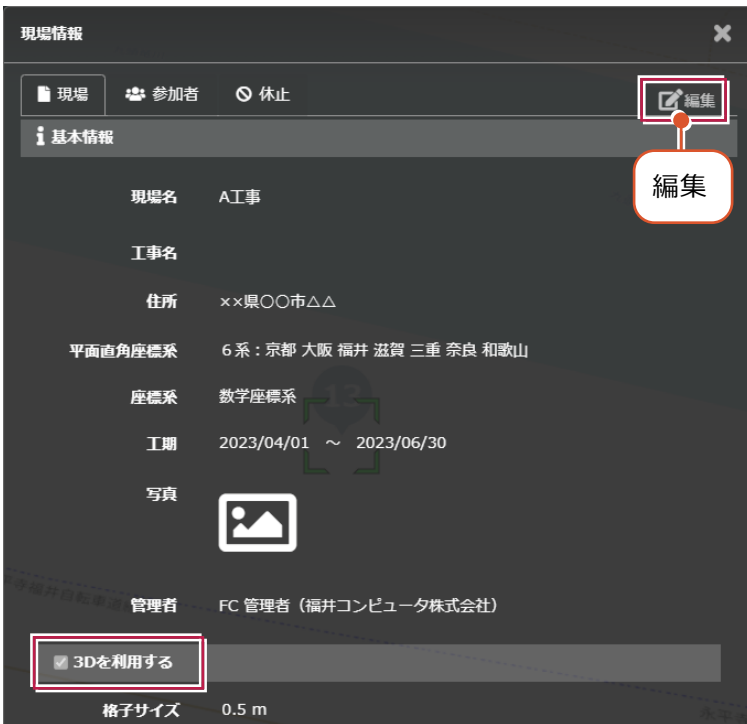 現場情報
現場 参加者 休止 編集
基本情報
編集
現場名 A工事
工事名
住所 ××県〇〇市△△
平面直角座標系 6系:京都 大阪 福井 滋賀 三重 奈良 和歌山
座標系 数学座標系
13
工期 2023/04/01 ～ 2023/06/30
写真
管理者 FC 管理者(福井コンピュータ株式会社)
3Dを利用する
格子サイズ 0.5 m